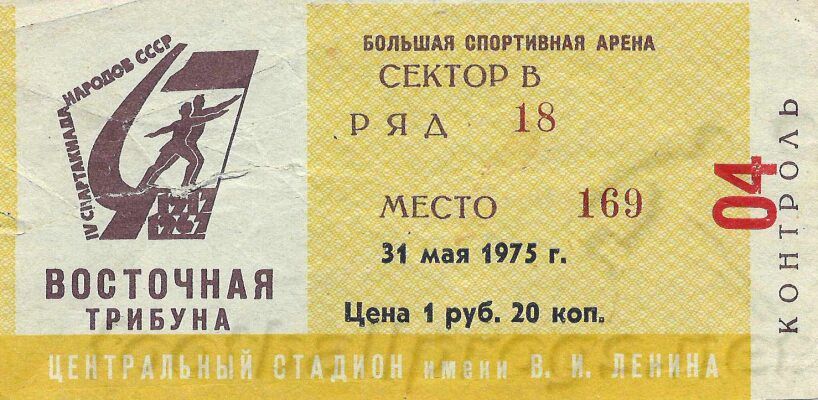 IV СПАРТАКИАДА НАРОДОВ СССР
1917
1967
ВОСТОЧНАЯ
ТРИБУНА
БОЛЬШАЯ СПОРТИВНАЯ АРЕНА
СЕКТОР В
РЯД 18
МЕСТО 169
31 мая 1975 г.
Цена 1 руб. 20 коп.
ЦЕНТРАЛЬНЫЙ СТАДИОН имени В. И. ЛЕНИНА
04
КОНТРОЛЬ